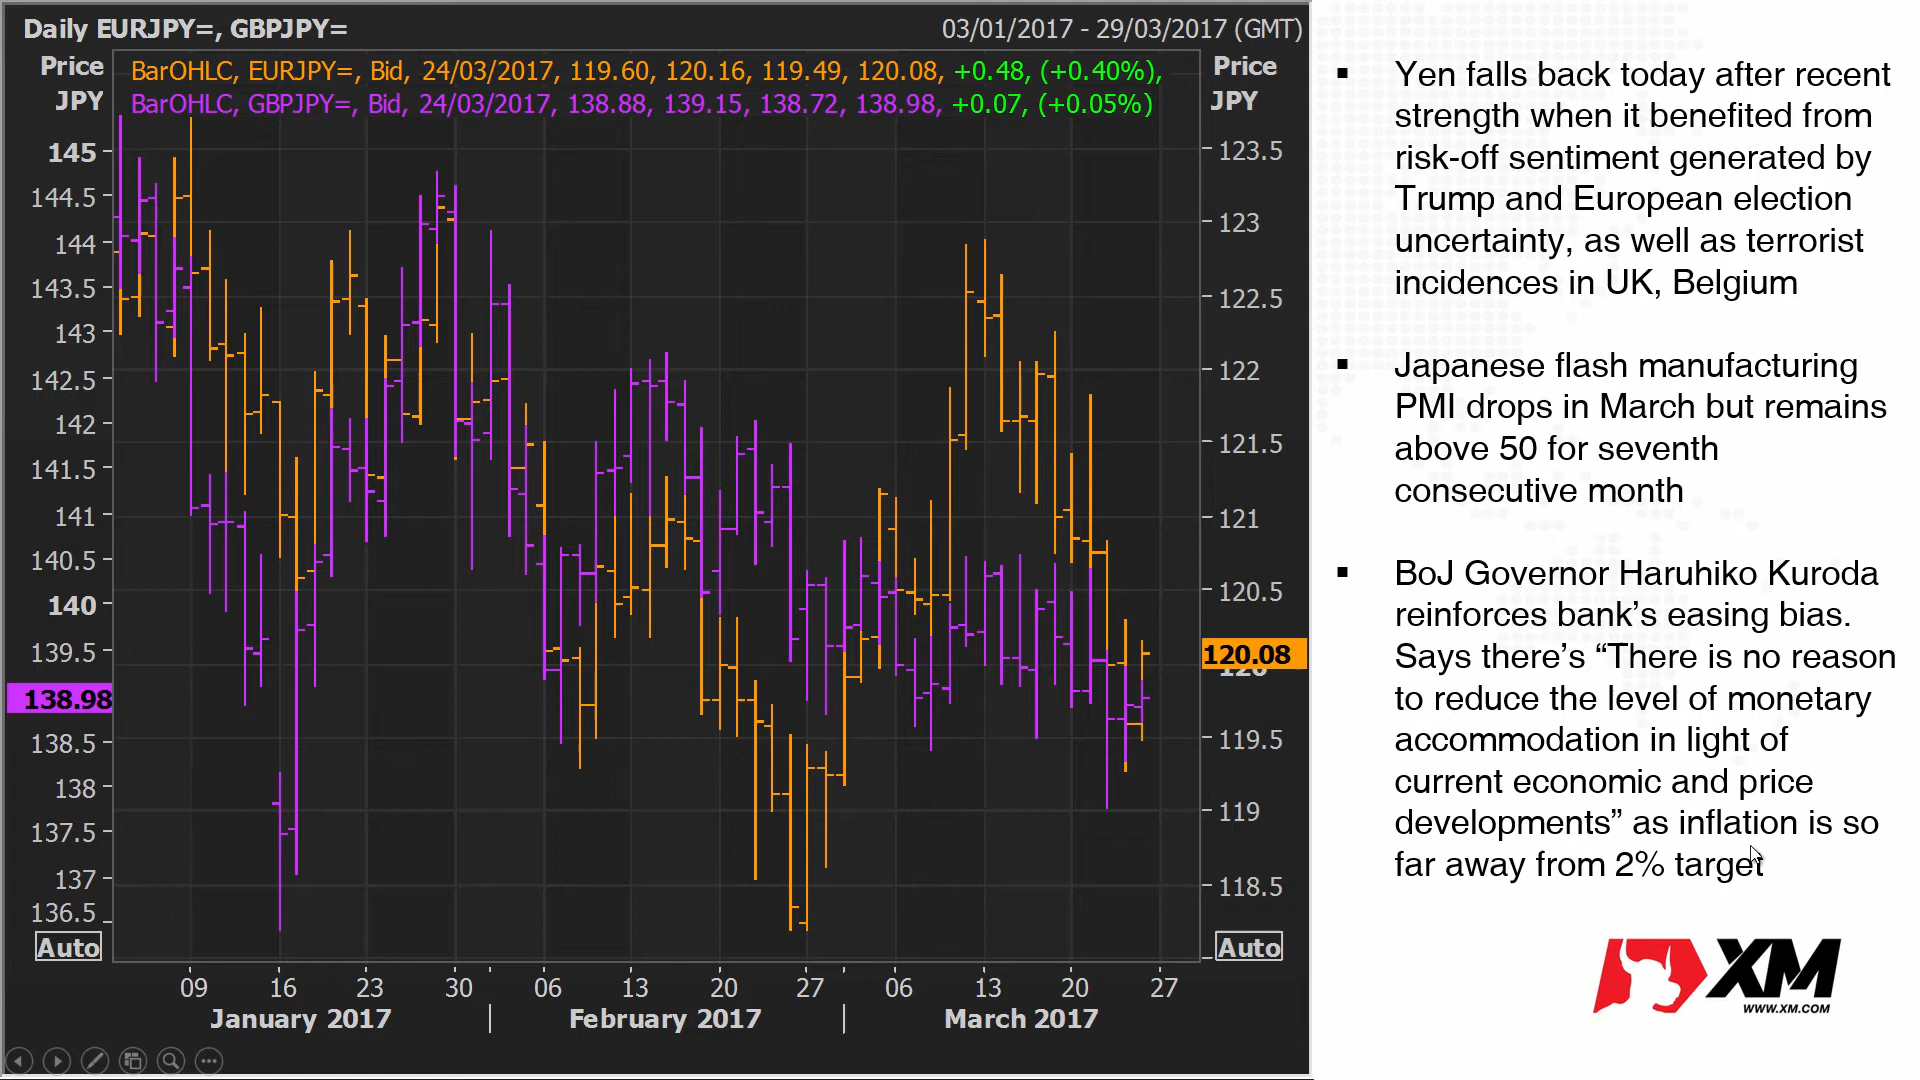 Daily EURJPY=, GBPJPY=
03/01/2017 - 29/03/2017 (GMT)
Price
JPY
BarOHLC, EURJPY=, Bid, 24/03/2017, 119.60, 120.16, 119.49, 120.08, +0.48, (+0.40%),
BarOHLC, GBPJPY=, Bid, 24/03/2017, 138.88, 139.15, 138.72, 138.98, +0.07, (+0.05%)
Price
JPY
145
144.5
144
143.5
143
142.5
142
141.5
141
140.5
140
139.5
138.98
138.5
138
137.5
137
136.5
Auto
123.5
123
122.5
122
121.5
121
120.5
120.08
120
119.5
119
118.5
Auto
09 16 23 30 06 13 20 27 06 13 20 27
January 2017 February 2017 March 2017
▪ Yen falls back today after recent
strength when it benefited from
risk-off sentiment generated by
Trump and European election
uncertainty, as well as terrorist
incidences in UK, Belgium
▪ Japanese flash manufacturing
PMI drops in March but remains
above 50 for seventh
consecutive month
▪ BoJ Governor Haruhiko Kuroda
reinforces bank’s easing bias.
Says there’s “There is no reason
to reduce the level of monetary
accommodation in light of
current economic and price
developments” as inflation is so
far away from 2% target
XM
WWW.XM.COM